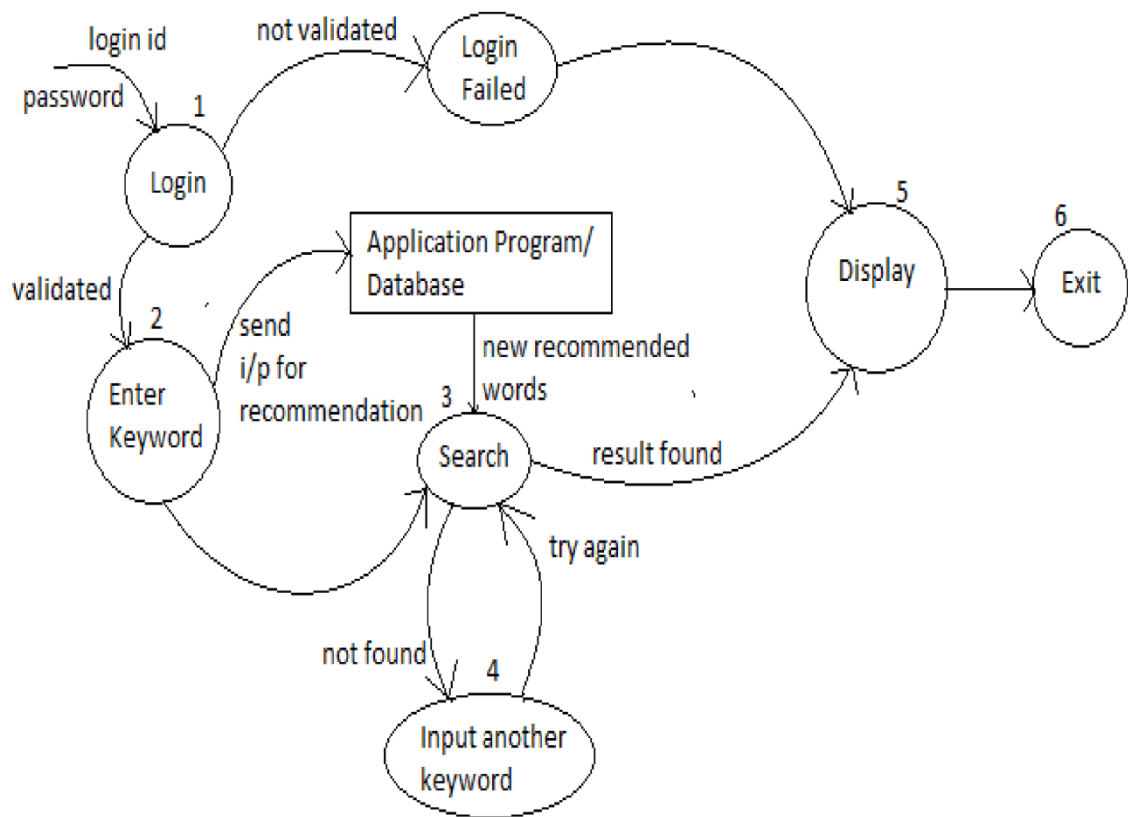 login id
password
not validated
Login
Failed
1
Login
validated
2
Enter
Keyword
send
i/p for
recommendation
Application Program/
Database
new recommended
words
3
Search
result found
try again
not found
4
Input another
keyword
5
Display
6
Exit